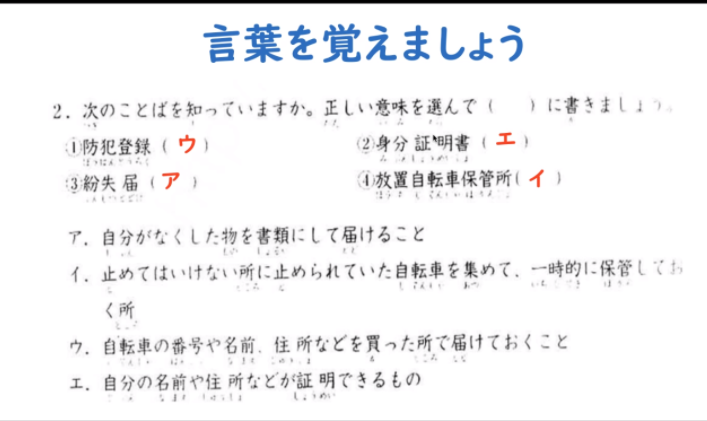 言葉を覚えましょう
2. 次のことばを知っていますか。正しい意味を選んで（　　）に書きましょう。
①防犯登録（ ウ ）　②身分証明書（ エ ）
③紛失届（ ア ）　④放置自転車保管所（ イ ）
ア. 自分がなくした物を書類にして届けること
イ. 止めてはいけない所に止められていた自転車を集めて、一時的に保管してお
く所
ウ. 自転車の番号や名前、住所などを買った所で届けておくこと
エ. 自分の名前や住所などが証明できるもの